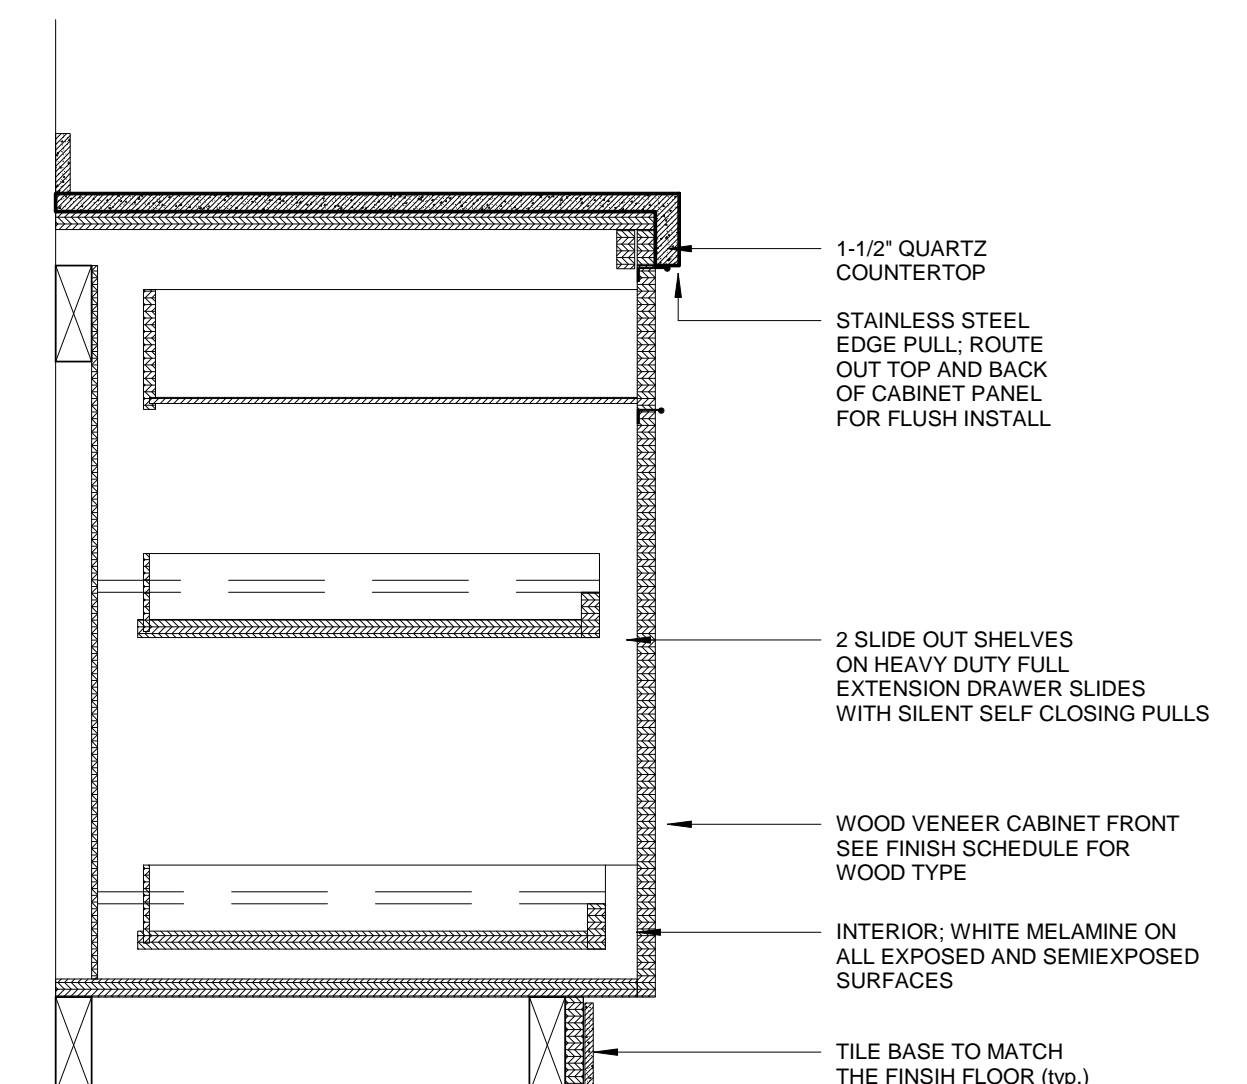 1-1/2" QUARTZ
COUNTERTOP
STAINLESS STEEL
EDGE PULL; ROUTE
OUT TOP AND BACK
OF CABINET PANEL
FOR FLUSH INSTALL
2 SLIDE OUT SHELVES
ON HEAVY DUTY FULL
EXTENSION DRAWER SLIDES
WITH SILENT SELF CLOSING PULLS
WOOD VENEER CABINET FRONT
SEE FINISH SCHEDULE FOR
WOOD TYPE
INTERIOR; WHITE MELAMINE ON
ALL EXPOSED AND SEMIEXPOSED
SURFACES
TILE BASE TO MATCH
THE FINSIH FLOOR (typ.)